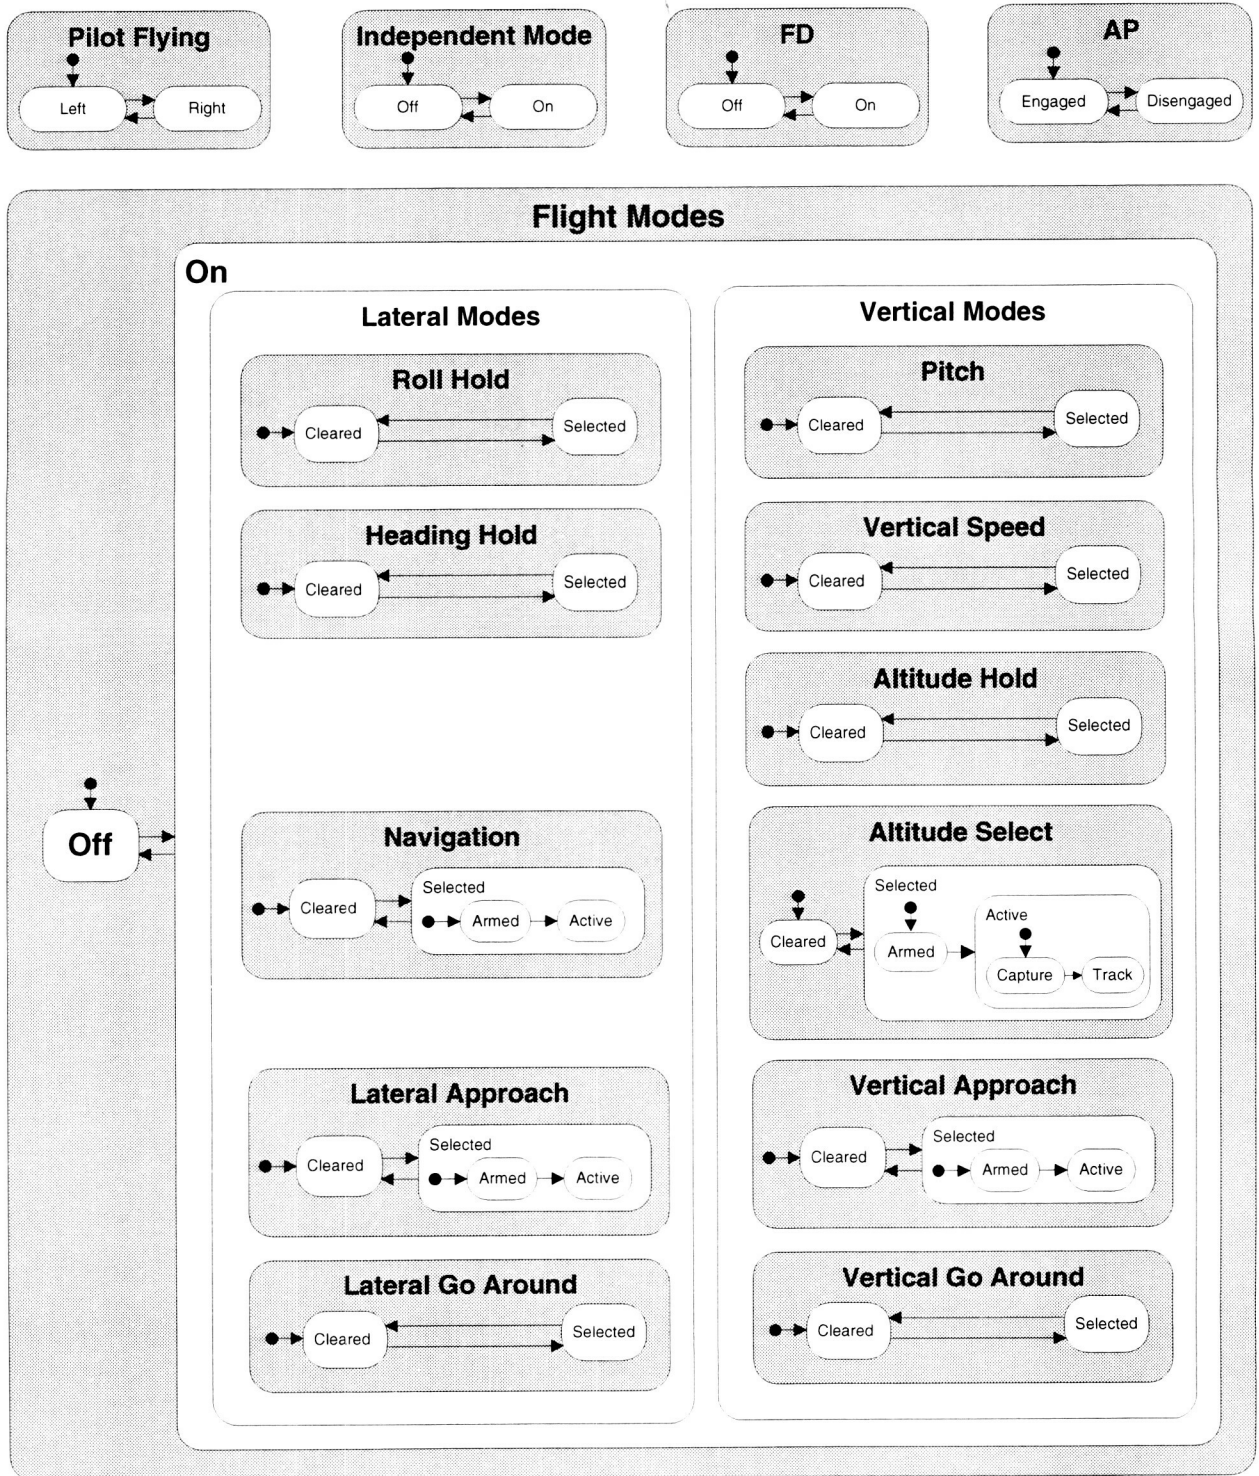 Pilot Flying
Left
Right
Independent Mode
Off
On
FD
Off
On
AP
Engaged
Disengaged
Flight Modes
On
Off
Lateral Modes
Roll Hold
Cleared
Selected
Heading Hold
Cleared
Selected
Navigation
Cleared
Selected
Armed
Active
Lateral Approach
Cleared
Selected
Armed
Active
Lateral Go Around
Cleared
Selected
Vertical Modes
Pitch
Cleared
Selected
Vertical Speed
Cleared
Selected
Altitude Hold
Cleared
Selected
Altitude Select
Cleared
Selected
Armed
Active
Capture
Track
Vertical Approach
Cleared
Selected
Armed
Active
Vertical Go Around
Cleared
Selected